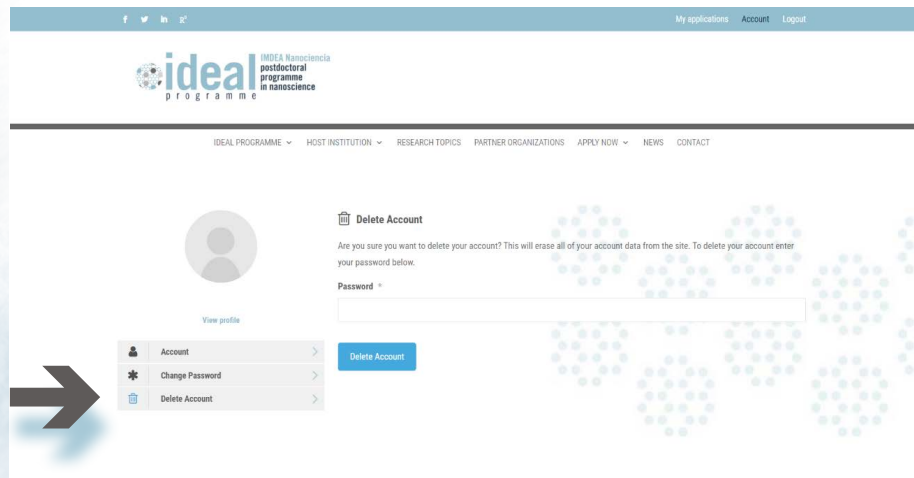 My applications Account Logout
ideal
programme
IMDEA Nanociencia
postdoctoral
programme
in nanoscience
IDEAL PROGRAMME HOST INSTITUTION RESEARCH TOPICS PARTNER ORGANIZATIONS APPLY NOW NEWS CONTACT
View profile
Account
Change Password
Delete Account
Delete Account
Are you sure you want to delete your account? This will erase all of your account data from the site. To delete your account enter
your password below.
Password *
Delete Account